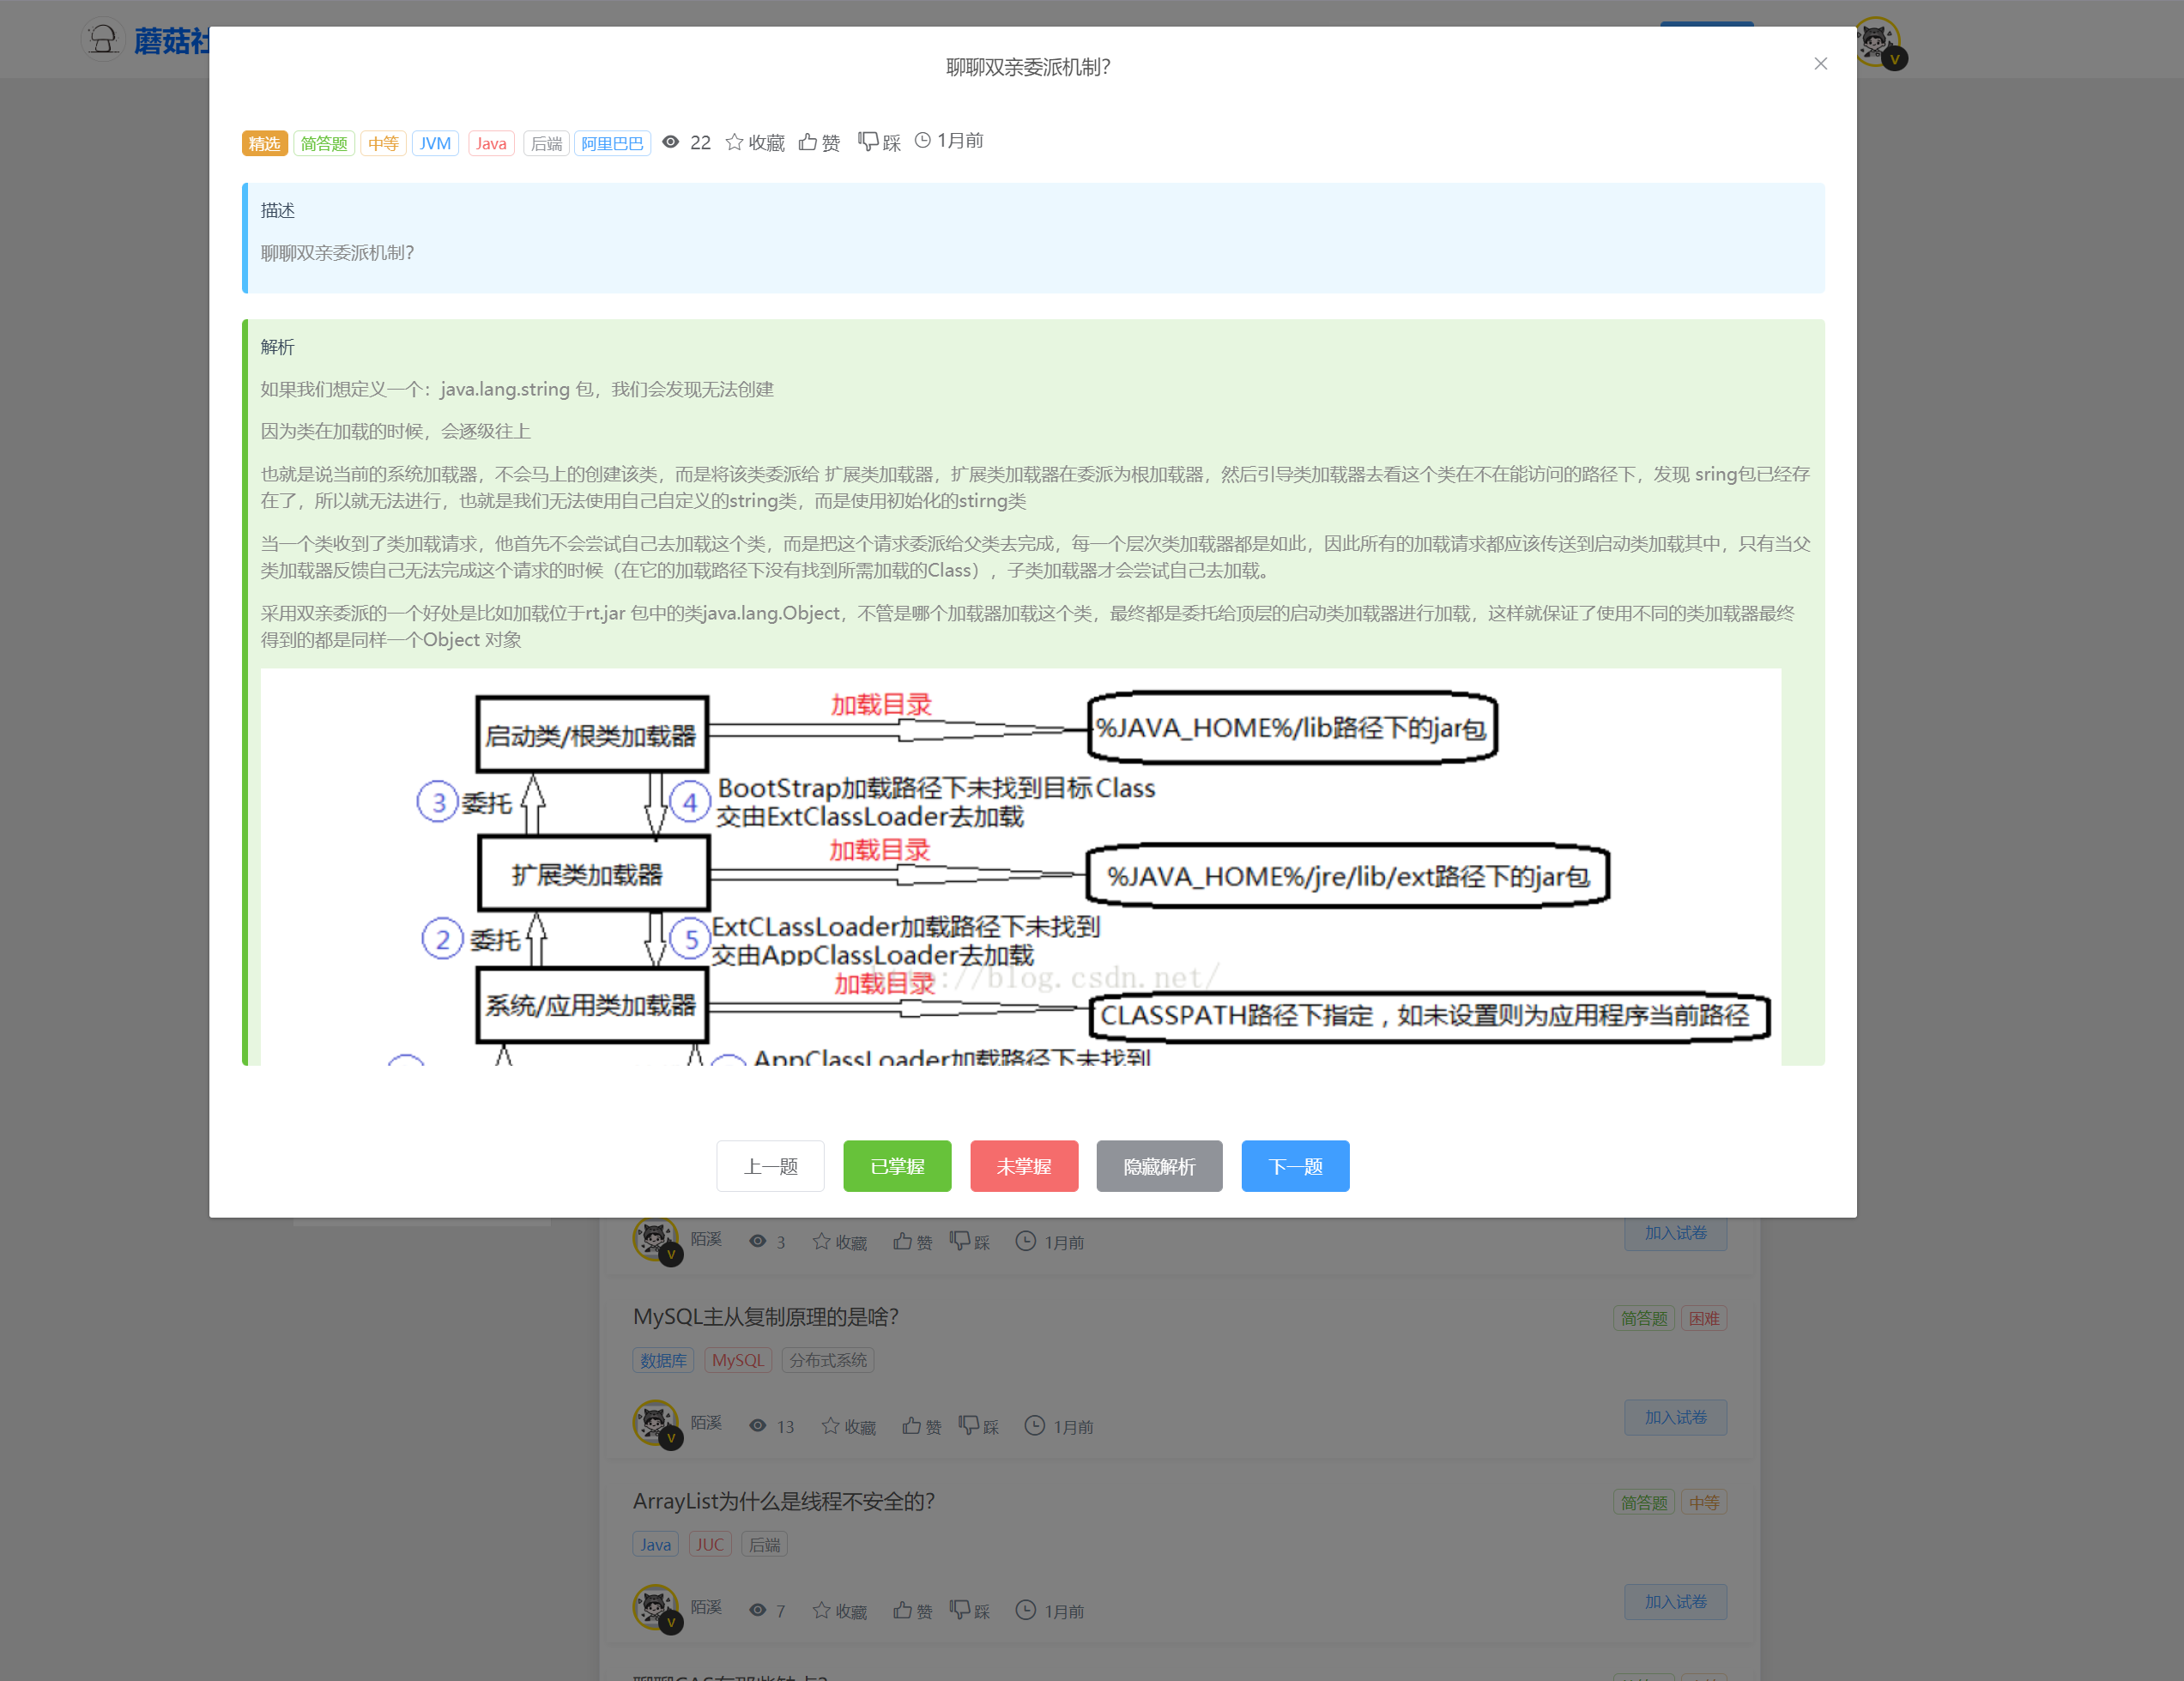 蘑菇社
聊聊双亲委派机制?
精选 简答题 中等 JVM Java 后端 阿里巴巴 22 收藏 赞 踩 1月前
描述
聊聊双亲委派机制?
解析
如果我们想定义一个：java.lang.string 包，我们会发现无法创建
因为类在加载的时候，会逐级往上
也就是说当前的系统加载器，不会马上的创建该类，而是将该类委派给 扩展类加载器，扩展类加载器在委派为根加载器，然后引导类加载器去看这个类在不在能访问的路径下，发现 sring包已经存
在了，所以就无法进行，也就是我们无法使用自己自定义的string类，而是使用初始化的stirng类
当一个类收到了类加载请求，他首先不会尝试自己去加载这个类，而是把这个请求委派给父类去完成，每一个层次类加载器都是如此，因此所有的加载请求都应该传送到启动类加载其中，只有当父
类加载器反馈自己无法完成这个请求的时候（在它的加载路径下没有找到所需加载的Class），子类加载器才会尝试自己去加载。
采用双亲委派的一个好处是比如加载位于rt.jar 包中的类java.lang.Object，不管是哪个加载器加载这个类，最终都是委托给顶层的启动类加载器进行加载，这样就保证了使用不同的类加载器最终
得到的都是同样一个Object 对象
加载目录
启动类/根类加载器
%JAVA_HOME%/lib路径下的jar包
3 委托
4 BootStrap加载路径下未找到目标Class
交由ExtClassLoader去加载
加载目录
扩展类加载器
%JAVA_HOME%/jre/lib/ext路径下的jar包
2 委托
5 ExtCLassLoader加载路径下未找到
交由AppClassLoader去加载
://blog.csdn.net/
加载目录
系统/应用类加载器
CLASSPATH路径下指定，如未设置则为应用程序当前路径
AppClassLoader加载路径下未找到
上一题 已掌握 未掌握 隐藏解析 下一题
V 陌溪 3 收藏 赞 踩 1月前 加入试卷
MySQL主从复制原理的是啥? 简答题 困难
数据库 MySQL 分布式系统
V 陌溪 13 收藏 赞 踩 1月前 加入试卷
ArrayList为什么是线程不安全的? 简答题 中等
Java JUC 后端
V 陌溪 7 收藏 赞 踩 1月前 加入试卷